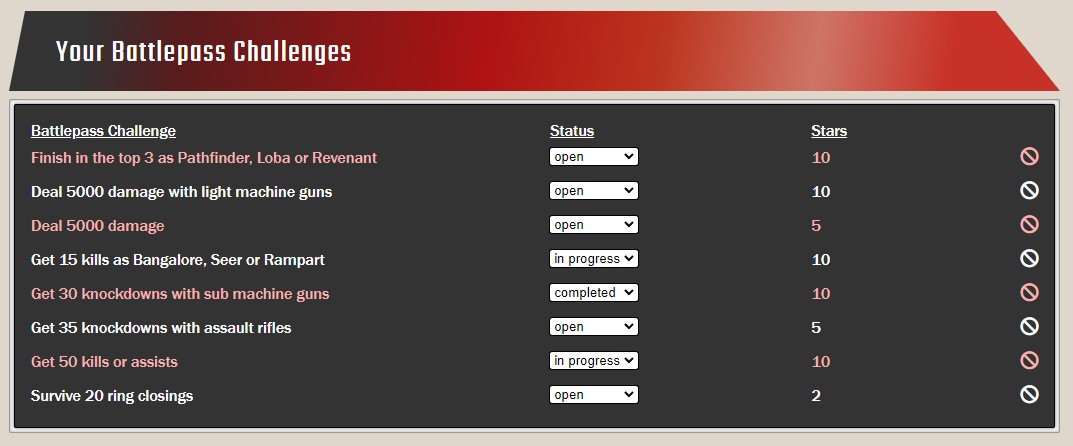 Your Battlepass Challenges
Battlepass Challenge Status Stars
Finish in the top 3 as Pathfinder, Loba or Revenant open 10
Deal 5000 damage with light machine guns open 10
Deal 5000 damage open 5
Get 15 kills as Bangalore, Seer or Rampart in progress 10
Get 30 knockdowns with sub machine guns completed 10
Get 35 knockdowns with assault rifles open 5
Get 50 kills or assists in progress 10
Survive 20 ring closings open 2